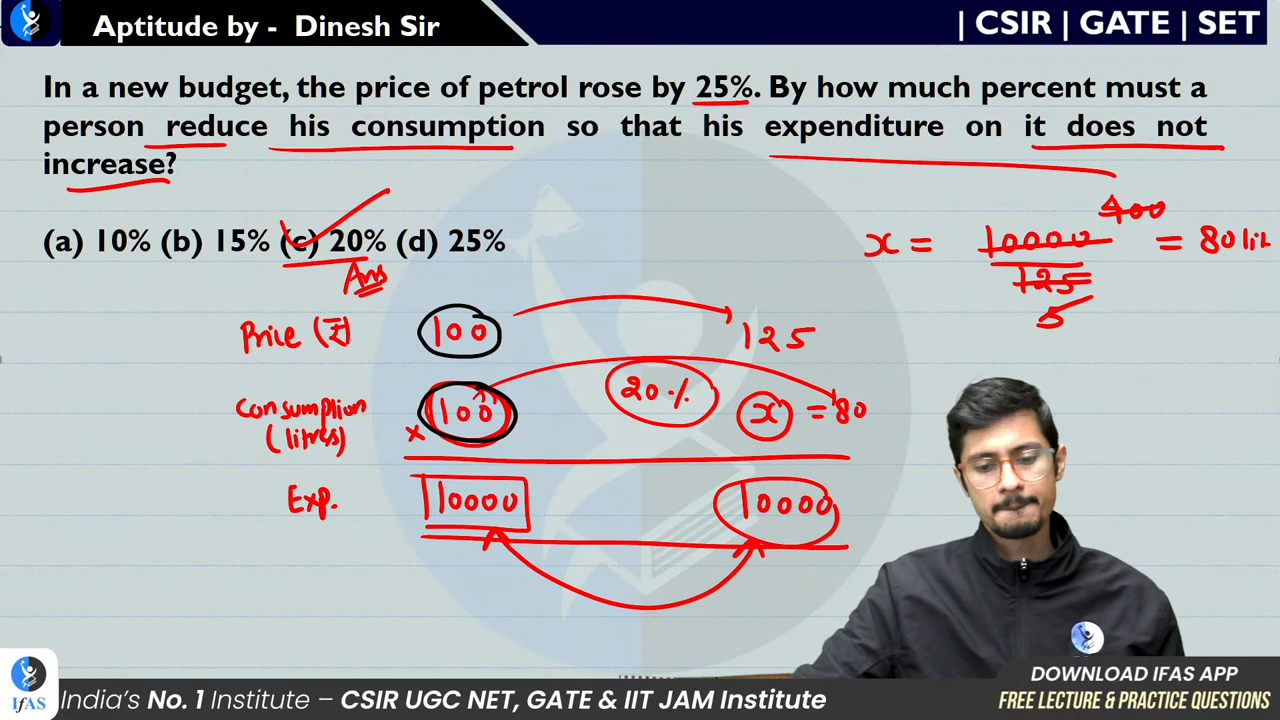 Aptitude by - Dinesh Sir
| CSIR | GATE | SET
In a new budget, the price of petrol rose by 25%. By how much percent must a
person reduce his consumption so that his expenditure on it does not
increase?
(a) 10% (b) 15% (c) 20% (d) 25%
Ans
x = 10000 / 125 = 80 lit
400
5
Price (₹) 100 125
20%
Consumption 100 x = 80
(litres) ×
Exp. 10000 10000
DOWNLOAD IFAS APP
FREE LECTURE & PRACTICE QUESTIONS
IfAS
India's No. 1 Institute – CSIR UGC NET, GATE & IIT JAM Institute